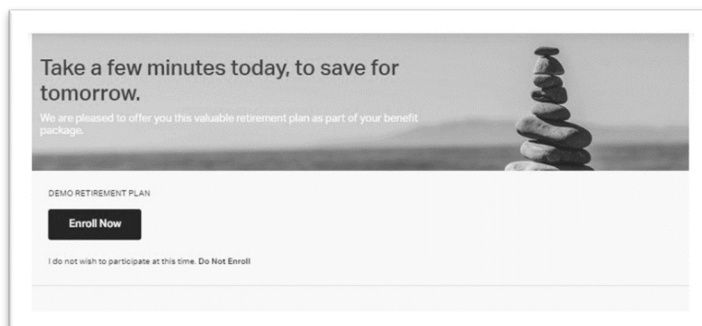 Take a few minutes today, to save for
tomorrow.
We are pleased to offer you this valuable retirement plan as part of your benefit
package.
DEMO RETIREMENT PLAN
Enroll Now
I do not wish to participate at this time. Do Not Enroll